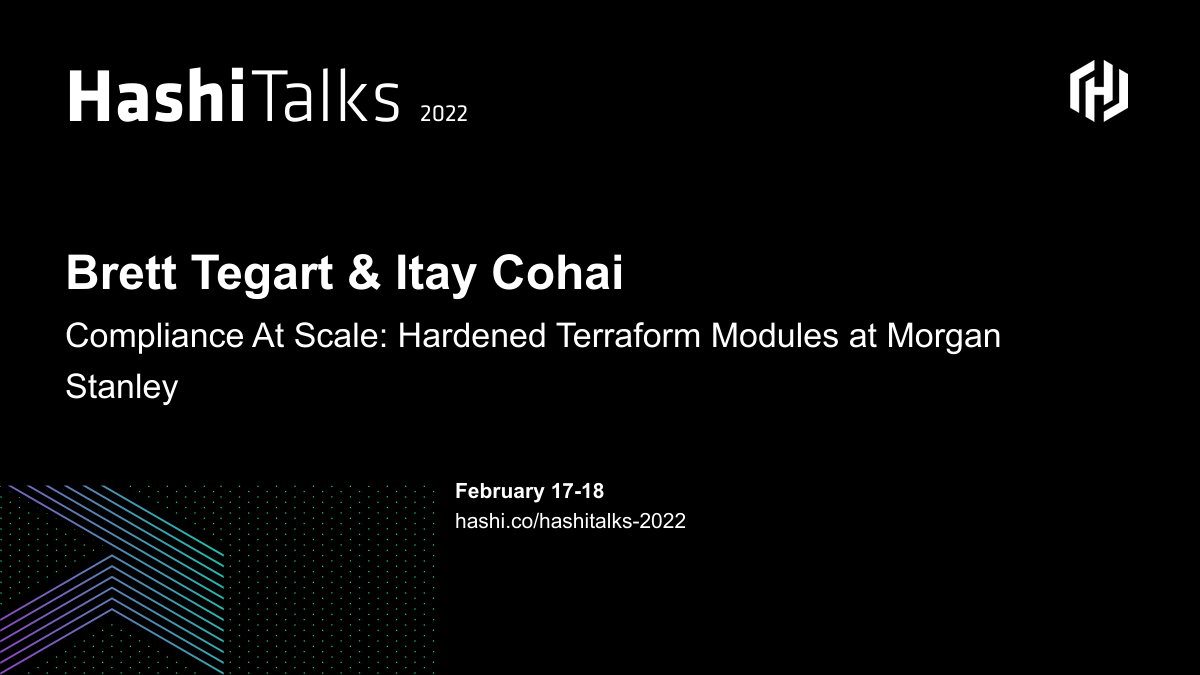 HashiTalks 2022
Brett Tegart & Itay Cohai
Compliance At Scale: Hardened Terraform Modules at Morgan
Stanley
February 17-18
hashi.co/hashitalks-2022